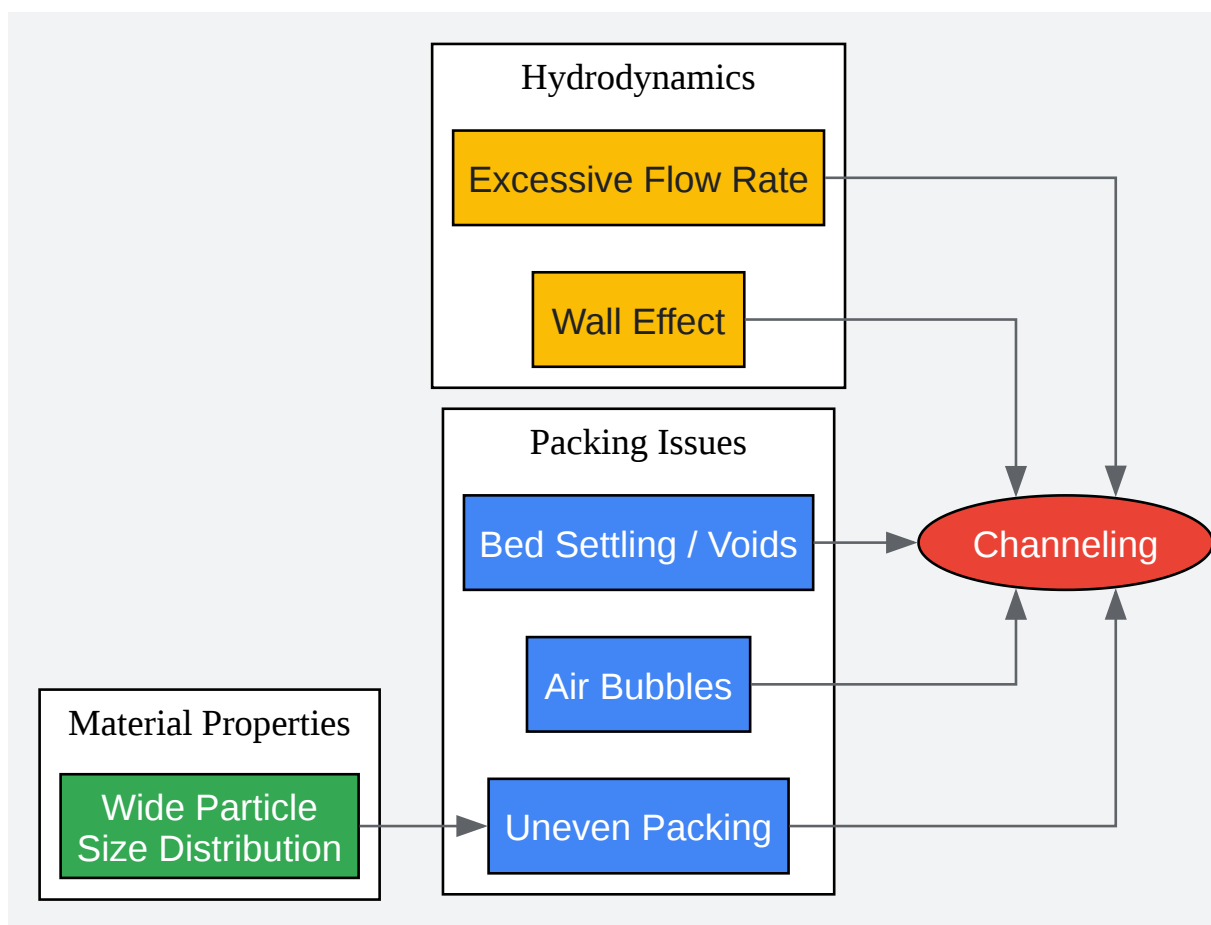 Hydrodynamics
Excessive Flow Rate
Wall Effect
Packing Issues
Bed Settling / Voids
Channeling
Air Bubbles
Material Properties
Wide Particle
Size Distribution
Uneven Packing